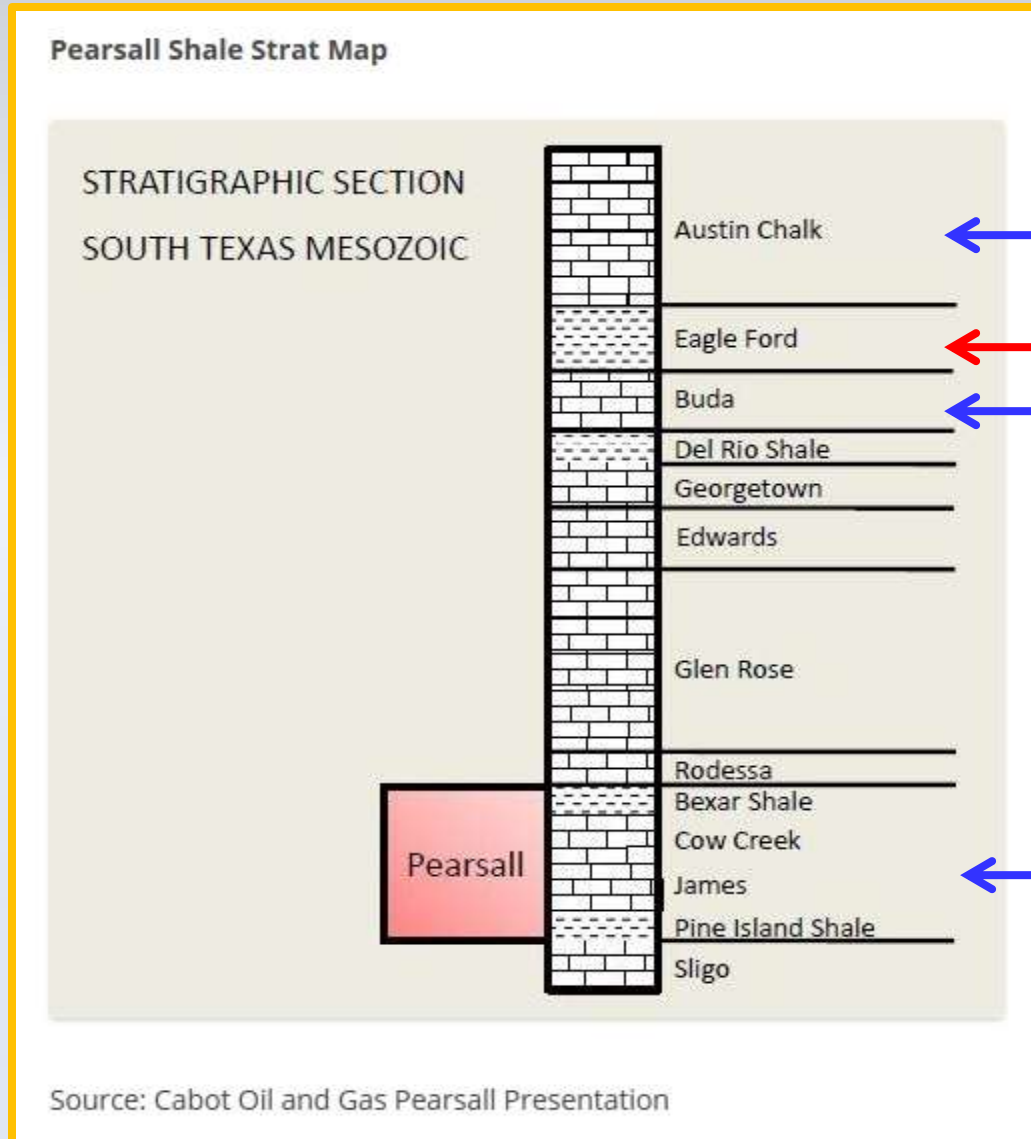 Pearsall Shale Strat Map
STRATIGRAPHIC SECTION
SOUTH TEXAS MESOZOIC
Austin Chalk
Eagle Ford
Buda
Del Rio Shale
Georgetown
Edwards
Glen Rose
Rodessa
Bexar Shale
Cow Creek
Pearsall
James
Pine Island Shale
Sligo
Source: Cabot Oil and Gas Pearsall Presentation